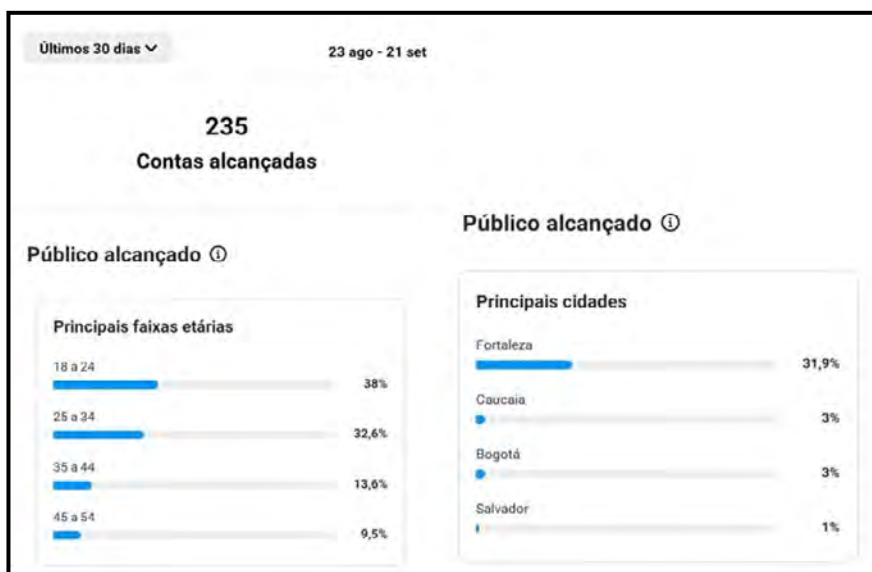 Últimos 30 dias
23 ago - 21 set
235
Contas alcançadas
Público alcançado
Principais faixas etárias
18 a 24
38%
25 a 34
32,6%
35 a 44
13,6%
45 a 54
9,5%
Público alcançado
Principais cidades
Fortaleza
31,9%
Caucaia
3%
Bogotá
3%
Salvador
1%